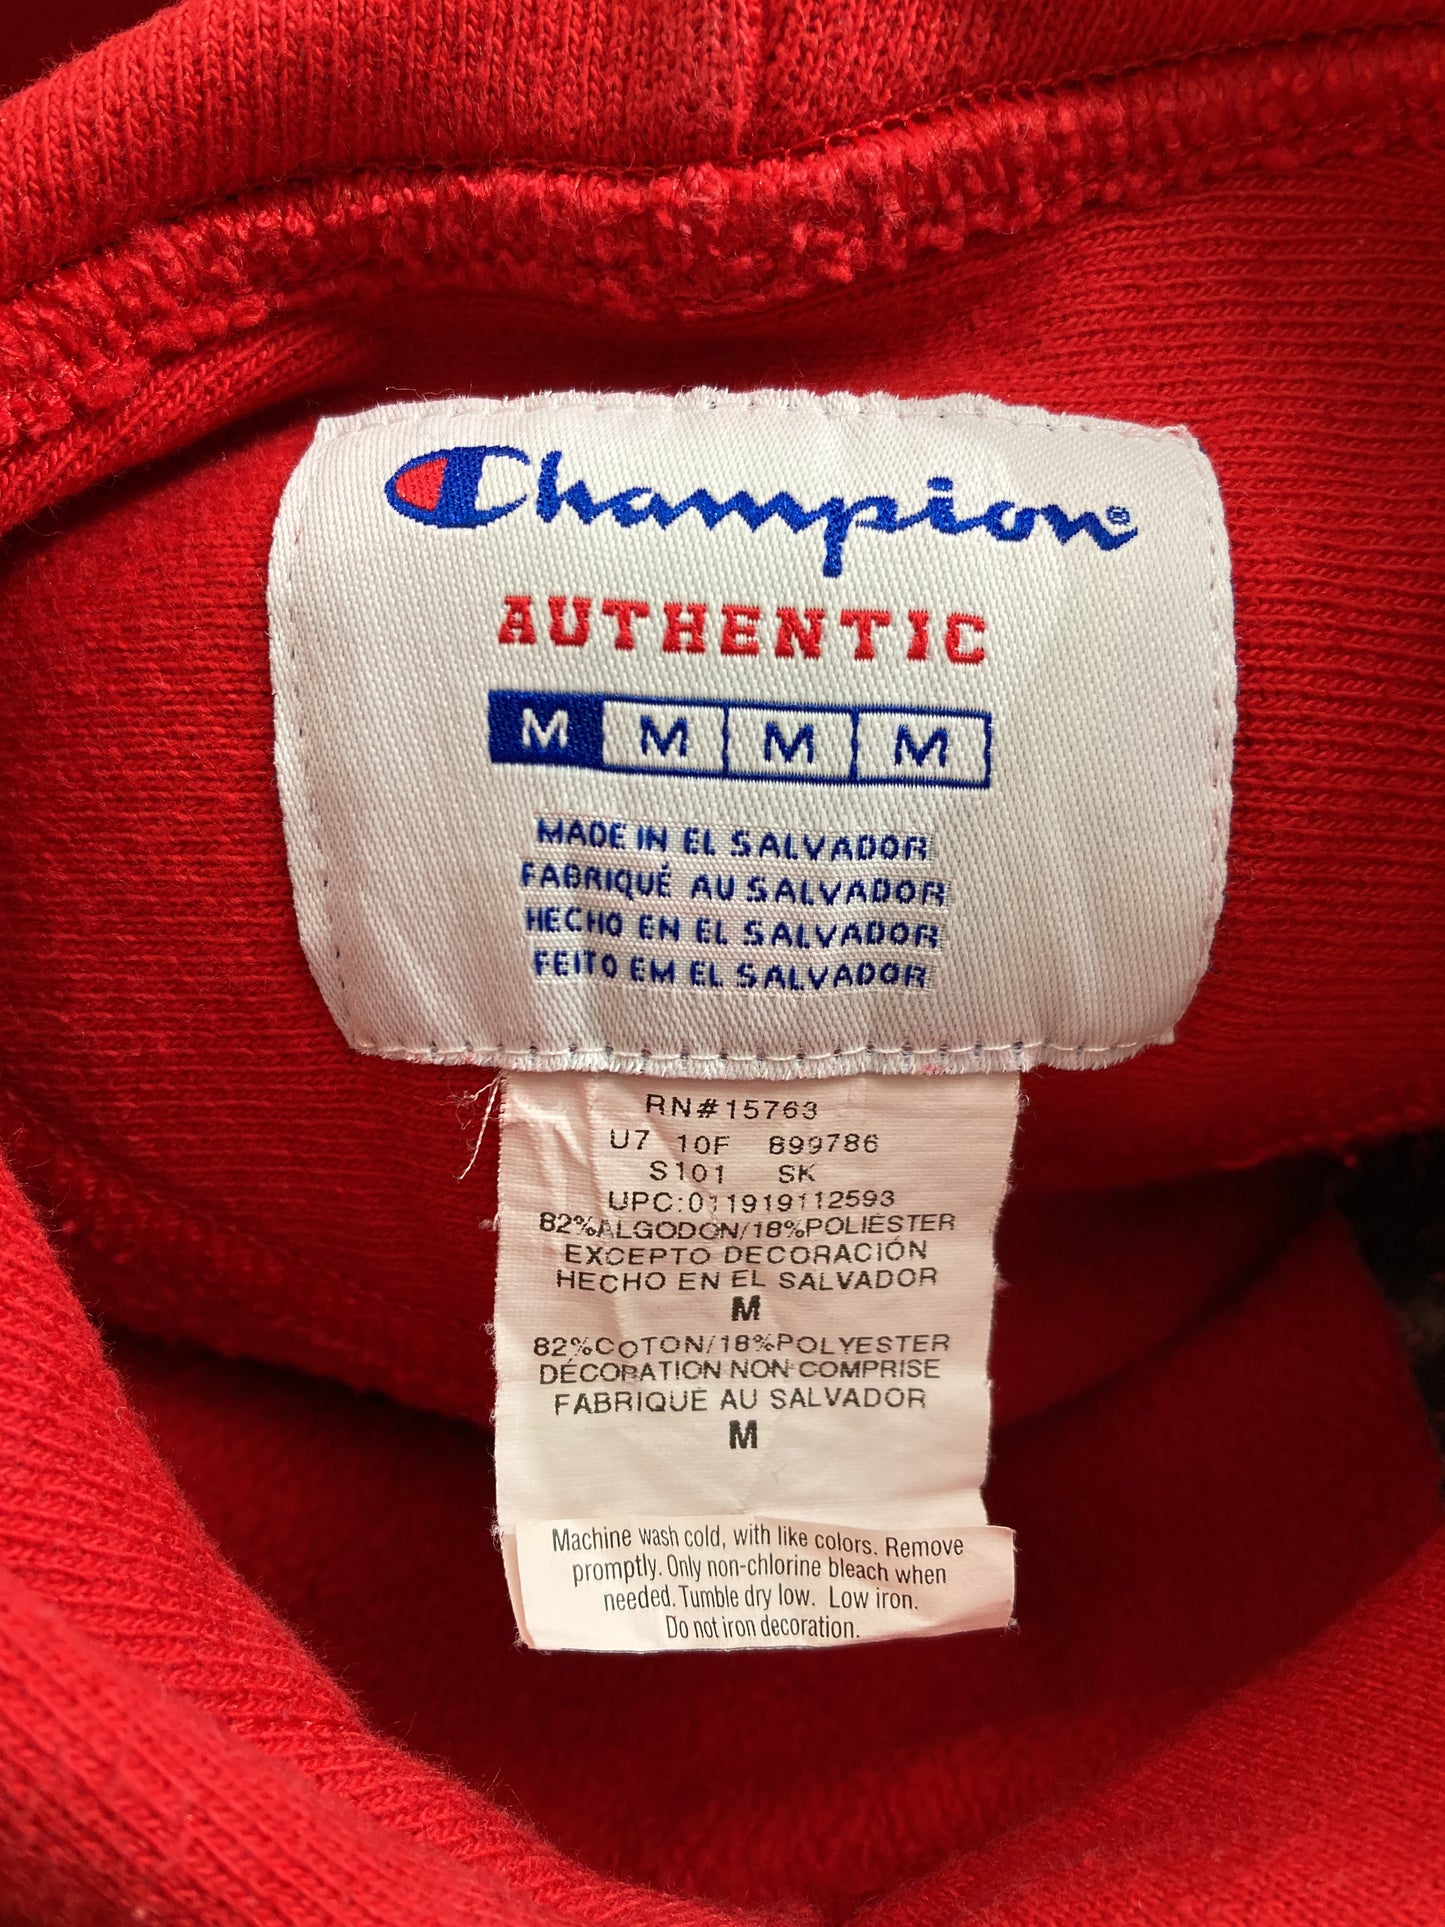 Champion®
AUTHENTIC
M M M M
MADE IN EL SALVADOR
FABRIQUÉ AU SALVADOR
HECHO EN EL SALVADOR
FEITO EM EL SALVADOR
RN#15763
U7 10F 899786
S101 SK
UPC:011919112593
82%ALGODÓN/18%POLIÉSTER
EXCEPTO DECORACIÓN
HECHO EN EL SALVADOR
M
82%COTON/18%POLYESTER
DÉCORATION NON COMPRISE
FABRIQUÉ AU SALVADOR
M
Machine wash cold, with like colors. Remove
promptly. Only non-chlorine bleach when
needed. Tumble dry low. Low iron.
Do not iron decoration.